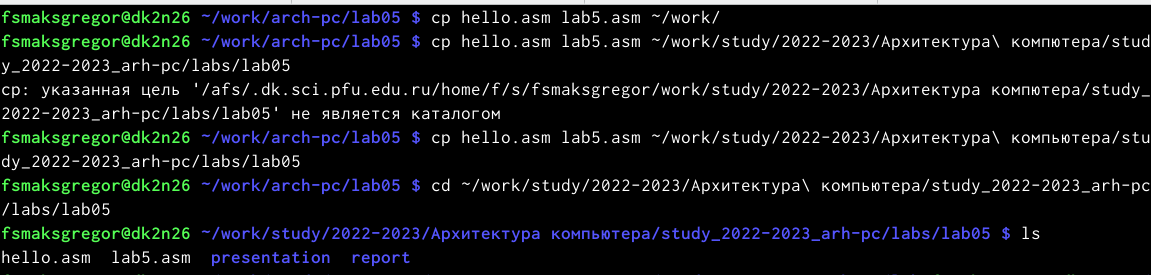 fsmaksgregor@dk2n26 ~/work/arch-pc/lab05 $ cp hello.asm lab5.asm ~/work/
fsmaksgregor@dk2n26 ~/work/arch-pc/lab05 $ cp hello.asm lab5.asm ~/work/study/2022-2023/Архитектура\ компютера/stud
y_2022-2023_arh-pc/labs/lab05
cp: указанная цель '/afs/.dk.sci.pfu.edu.ru/home/f/s/fsmaksgregor/work/study/2022-2023/Архитектура компютера/study_
2022-2023_arh-pc/labs/lab05' не является каталогом
fsmaksgregor@dk2n26 ~/work/arch-pc/lab05 $ cp hello.asm lab5.asm ~/work/study/2022-2023/Архитектура\ компьютера/stu
dy_2022-2023_arh-pc/labs/lab05
fsmaksgregor@dk2n26 ~/work/arch-pc/lab05 $ cd ~/work/study/2022-2023/Архитектура\ компьютера/study_2022-2023_arh-pc
/labs/lab05
fsmaksgregor@dk2n26 ~/work/study/2022-2023/Архитектура компьютера/study_2022-2023_arh-pc/labs/lab05 $ ls
hello.asm  lab5.asm  presentation  report